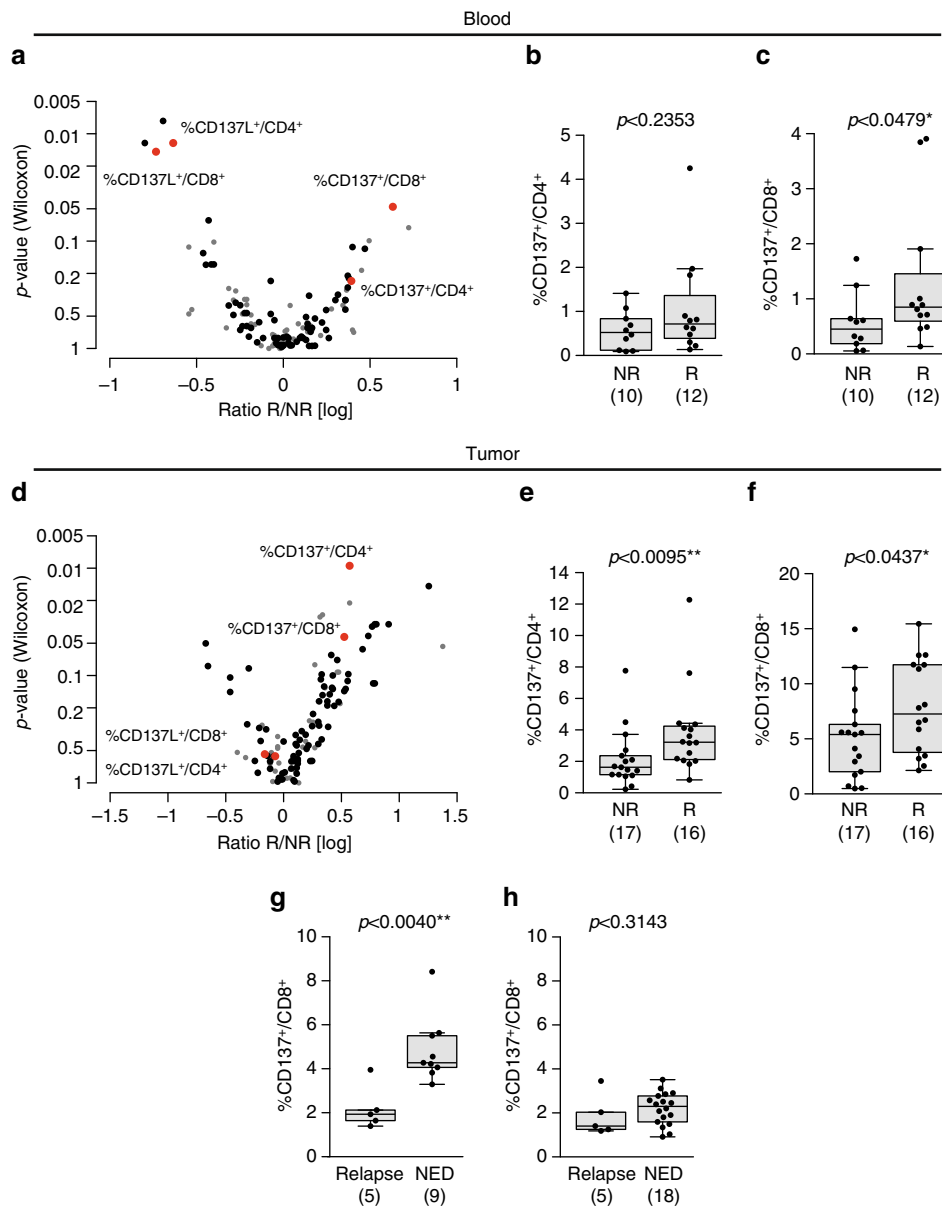 Blood
a
p-value (Wilcoxon)
0.005
0.01
0.02
0.05
0.1
0.2
0.5
1
%CD137L⁺/CD4⁺
%CD137L⁺/CD8⁺
%CD137⁺/CD8⁺
%CD137⁺/CD4⁺
−1 −0.5 0 0.5 1
Ratio R/NR [log]
b
p<0.2353
%CD137⁺/CD4⁺
5
4
3
2
1
0
NR R
(10) (12)
c
p<0.0479*
%CD137⁺/CD8⁺
4
3
2
1
0
NR R
(10) (12)
Tumor
d
p-value (Wilcoxon)
0.005
0.01
0.02
0.05
0.1
0.2
0.5
1
%CD137⁺/CD4⁺
%CD137⁺/CD8⁺
%CD137L⁺/CD8⁺
%CD137L⁺/CD4⁺
−1.5 −1 −0.5 0 0.5 1 1.5
Ratio R/NR [log]
e
p<0.0095**
%CD137⁺/CD4⁺
14
12
10
8
6
4
2
0
NR R
(17) (16)
f
p<0.0437*
%CD137⁺/CD8⁺
20
15
10
5
0
NR R
(17) (16)
g
p<0.0040**
%CD137⁺/CD8⁺
10
8
6
4
2
0
Relapse NED
(5) (9)
h
p<0.3143
%CD137⁺/CD8⁺
10
8
6
4
2
0
Relapse NED
(5) (18)